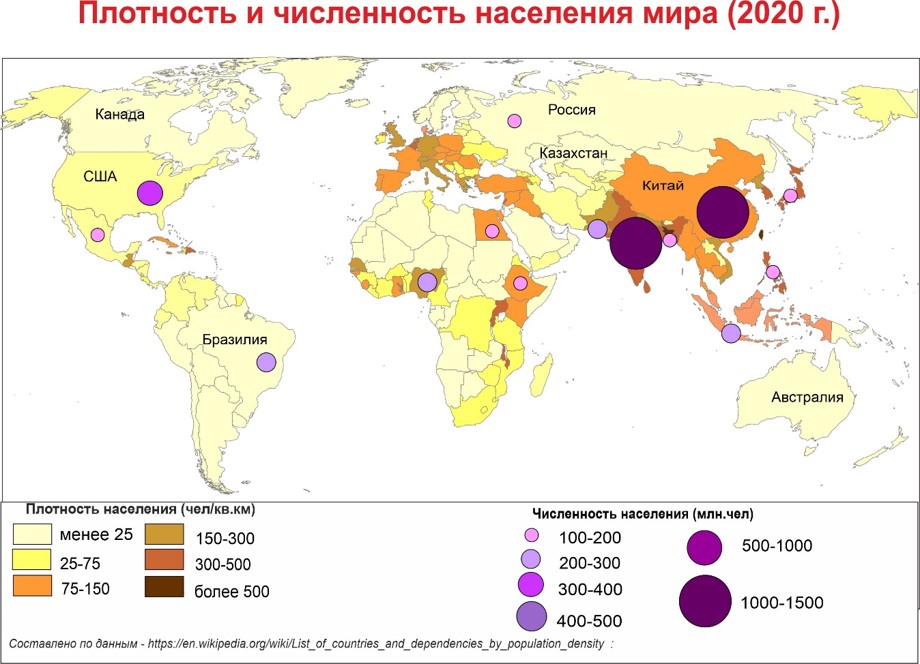 Плотность и численность населения мира (2020 г.)
Канада
Россия
Казахстан
США
Китай
Бразилия
Австралия
Плотность населения (чел/кв.км)
менее 25
25-75
75-150
150-300
300-500
более 500
Численность населения (млн.чел)
100-200
200-300
300-400
400-500
500-1000
1000-1500
Составлено по данным - https://en.wikipedia.org/wiki/List_of_countries_and_dependencies_by_population_density :